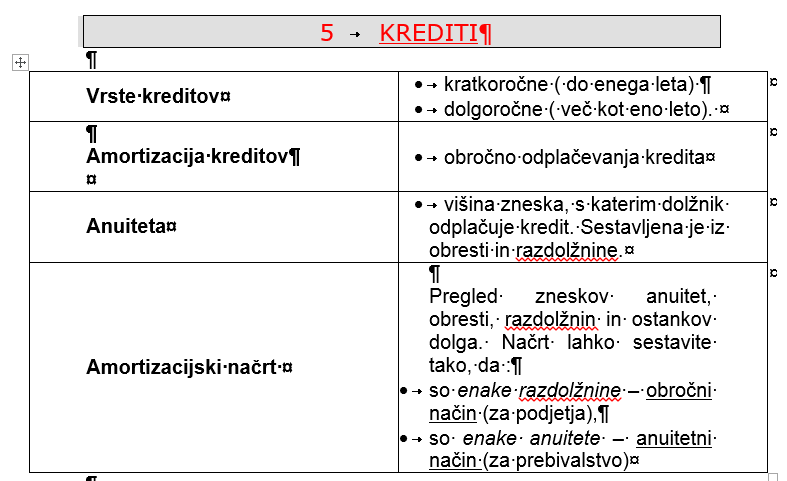 5 → KREDITI¶
¶
Vrste·kreditov¤
•→kratkoročne·(·do·enega·leta)·¶
•→dolgoročne·(·več·kot·eno·leto).·¤
¤
¶
Amortizacija·kreditov¶
¤
•→obročno·odplačevanja·kredita¤
¤
Anuiteta¤
•→višina·zneska,·s·katerim·dolžnik·
odplačuje·kredit.·Sestavljena·je·iz·
obresti·in·razdolžnine.¤
¤
Amortizacijski·načrt·¤
¶
Pregled· zneskov· anuitet,·
obresti,· razdolžnin· in· ostankov·
dolga.· Načrt· lahko· sestavite·
tako,·da·:¶
•→so·enake·razdolžnine·–·obročni·
način·(za·podjetja),¶
•→so· enake· anuitete· –· anuitetni·
način·(za·prebivalstvo)¤
¤
¶